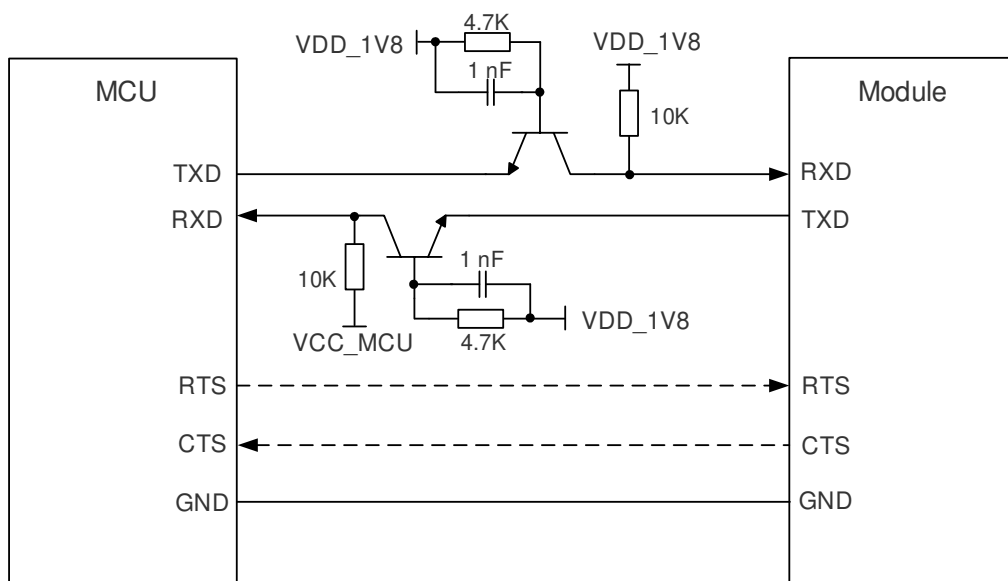 4.7K
VDD_1V8
VDD_1V8
1 nF
MCU
Module
10K
TXD
RXD
RXD
TXD
1 nF
10K
VDD_1V8
VCC_MCU
4.7K
RTS
RTS
CTS
CTS
GND
GND